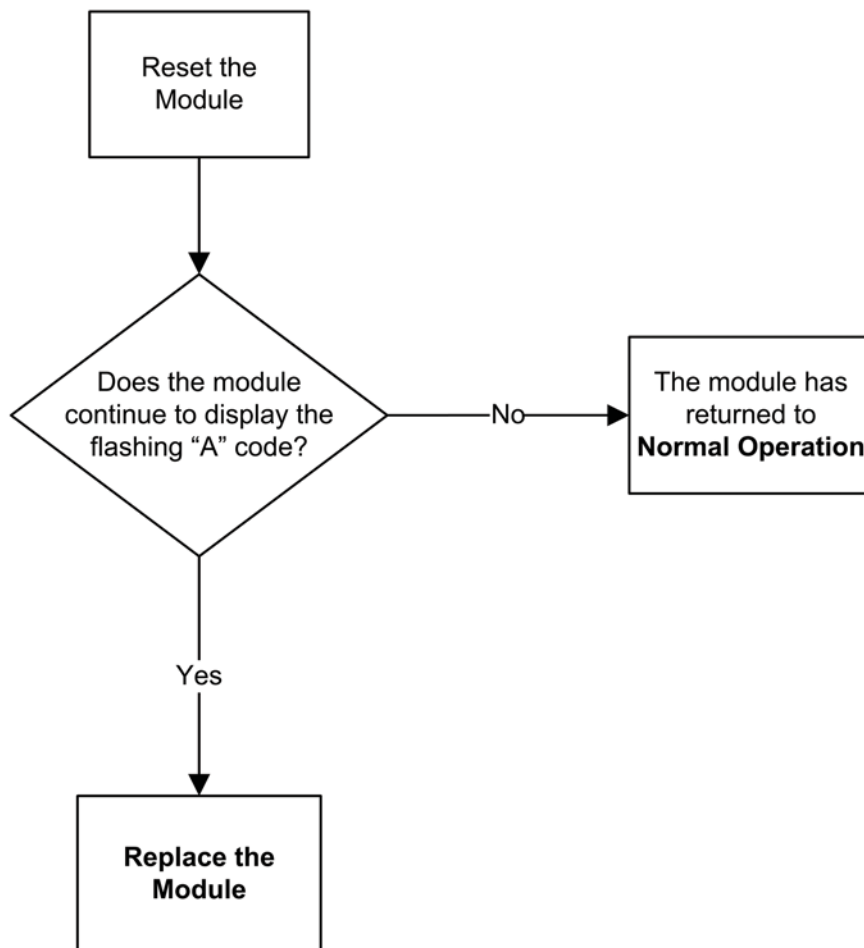 Reset the
Module
Does the module
continue to display the
flashing “A” code?
No
The module has
returned to
Normal Operation
Yes
Replace the
Module